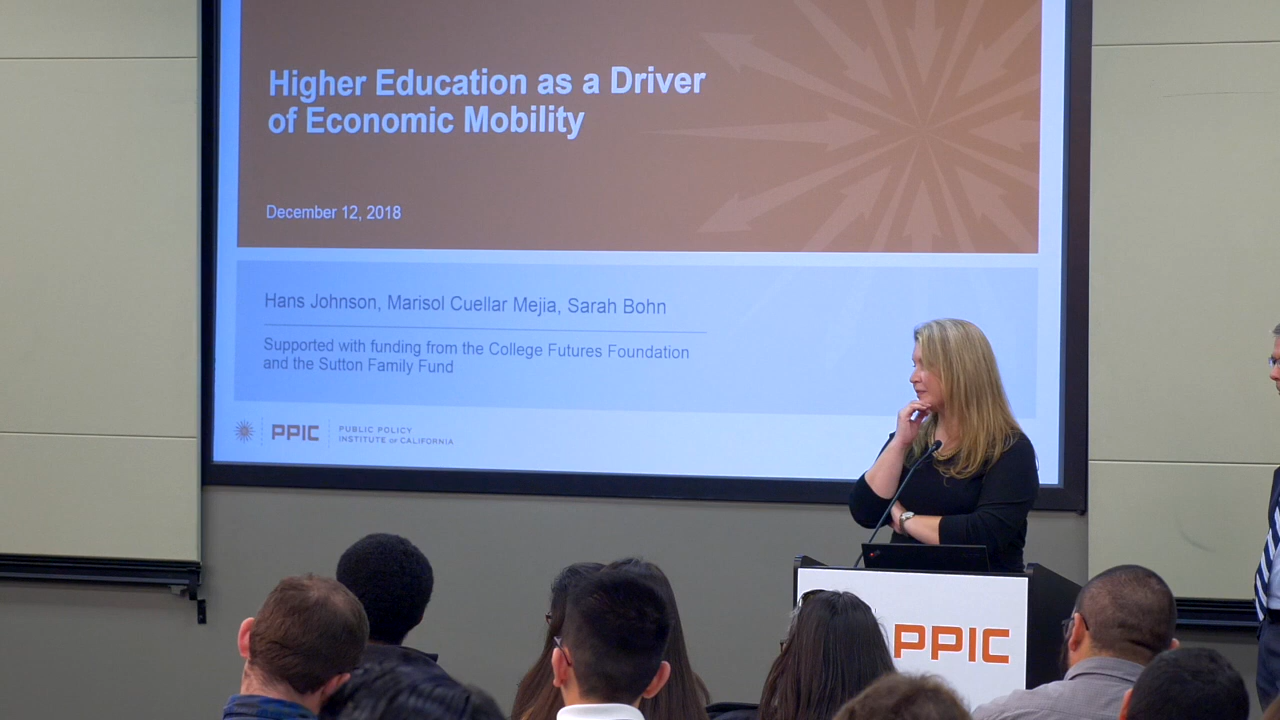 Higher Education as a Driver
of Economic Mobility
December 12, 2018
Hans Johnson, Marisol Cuellar Mejia, Sarah Bohn
Supported with funding from the College Futures Foundation
and the Sutton Family Fund
PPIC
PUBLIC POLICY
INSTITUTE OF CALIFORNIA
PPIC